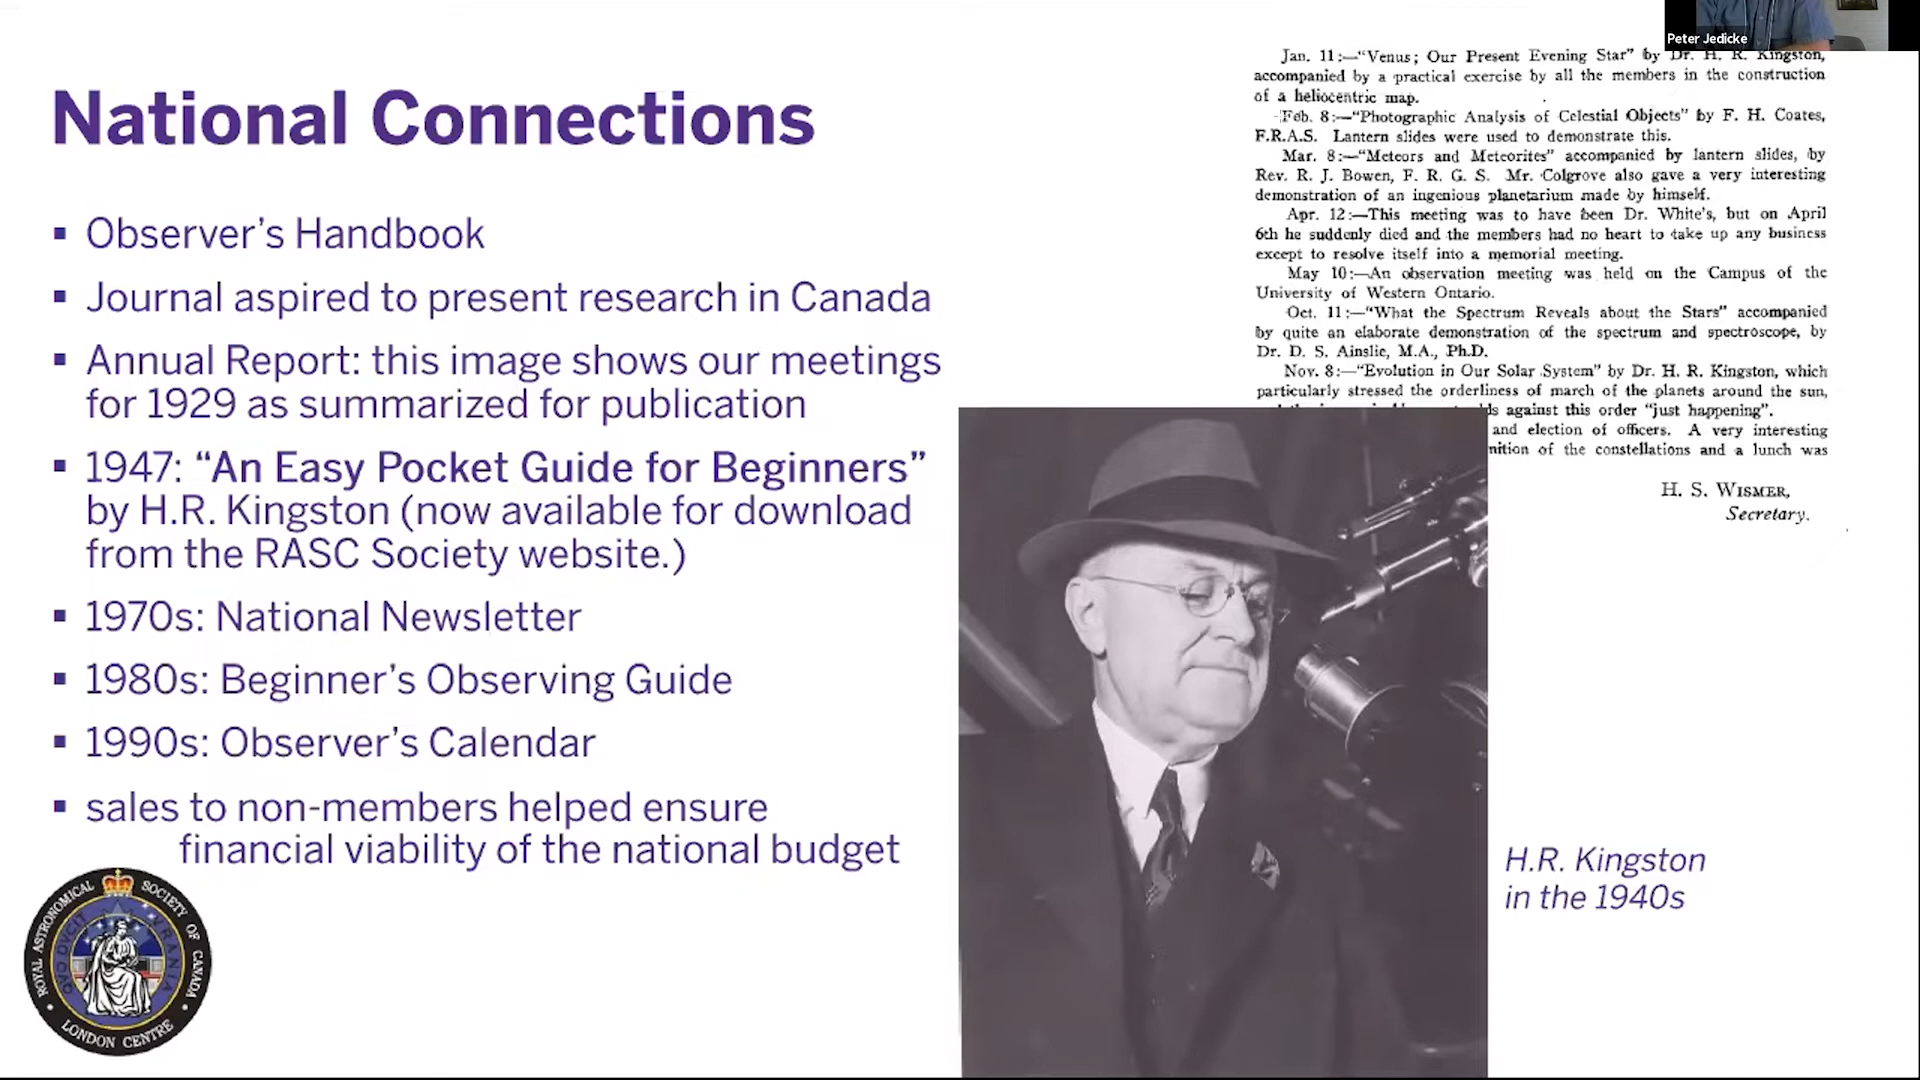 Peter Jedicke
National Connections
▪ Observer’s Handbook
▪ Journal aspired to present research in Canada
▪ Annual Report: this image shows our meetings
for 1929 as summarized for publication
▪ 1947: “An Easy Pocket Guide for Beginners”
by H.R. Kingston (now available for download
from the RASC Society website.)
▪ 1970s: National Newsletter
▪ 1980s: Beginner’s Observing Guide
▪ 1990s: Observer’s Calendar
▪ sales to non-members helped ensure
financial viability of the national budget
ROYAL ASTRONOMICAL SOCIETY OF CANADA
QVO DVCIT VRANIA
LONDON CENTRE
Jan. 11:—“Venus; Our Present Evening Star” by Dr. H. R. Kingston,
accompanied by a practical exercise by all the members in the construction
of a heliocentric map.
Feb. 8:—“Photographic Analysis of Celestial Objects” by F. H. Coates,
F.R.A.S. Lantern slides were used to demonstrate this.
Mar. 8:—“Meteors and Meteorites” accompanied by lantern slides, by
Rev. R. J. Bowen, F. R. G. S. Mr. Colgrove also gave a very interesting
demonstration of an ingenious planetarium made by himself.
Apr. 12:—This meeting was to have been Dr. White’s, but on April
6th he suddenly died and the members had no heart to take up any business
except to resolve itself into a memorial meeting.
May 10:—An observation meeting was held on the Campus of the
University of Western Ontario.
Oct. 11:—“What the Spectrum Reveals about the Stars” accompanied
by quite an elaborate demonstration of the spectrum and spectroscope, by
Dr. D. S. Ainslie, M.A., Ph.D.
Nov. 8:—“Evolution in Our Solar System” by Dr. H. R. Kingston, which
particularly stressed the orderliness of march of the planets around the sun,
against this order “just happening”.
and election of officers. A very interesting
nition of the constellations and a lunch was
H. S. WISMER,
Secretary.
H.R. Kingston
in the 1940s